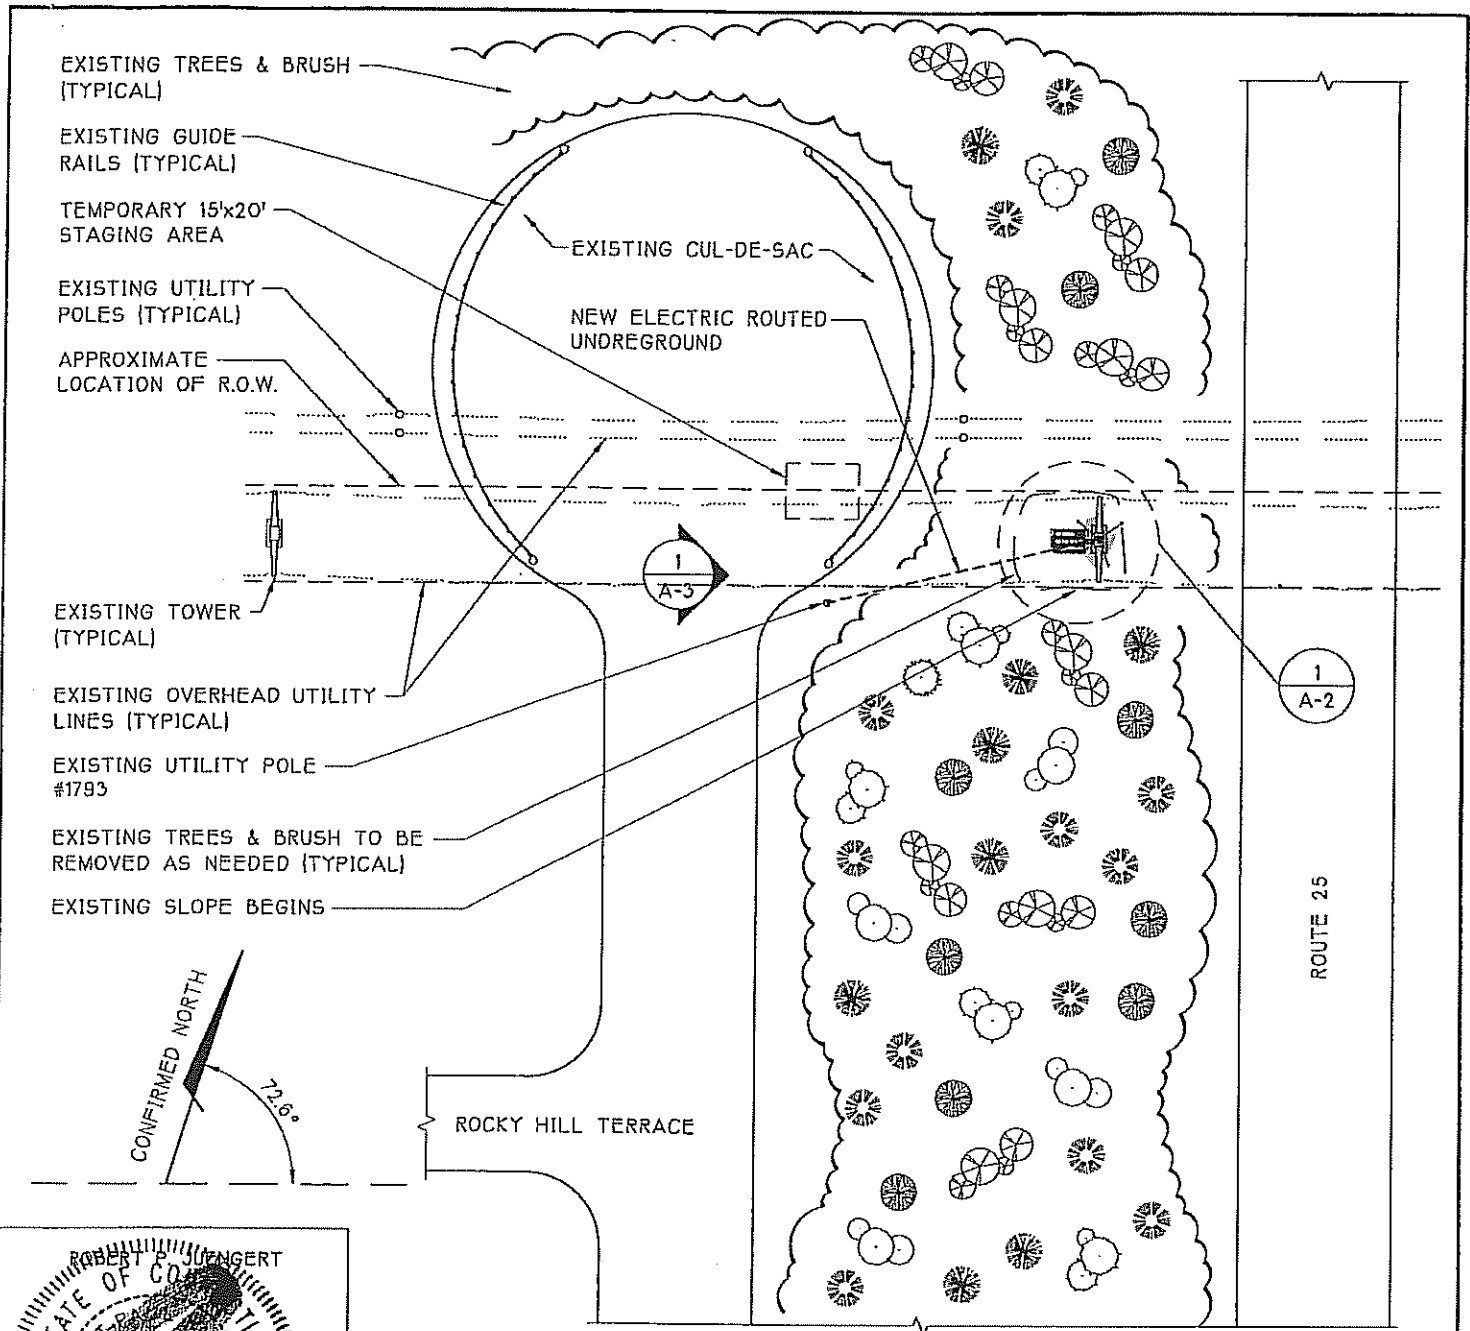 EXISTING TREES & BRUSH
(TYPICAL)
EXISTING GUIDE
RAILS (TYPICAL)
TEMPORARY 15'x20'
STAGING AREA
EXISTING CUL-DE-SAC
EXISTING UTILITY
POLES (TYPICAL)
NEW ELECTRIC ROUTED
UNDREGROUND
APPROXIMATE
LOCATION OF R.O.W.
1
A-3
EXISTING TOWER
(TYPICAL)
EXISTING OVERHEAD UTILITY
LINES (TYPICAL)
1
A-2
EXISTING UTILITY POLE
#1793
EXISTING TREES & BRUSH TO BE
REMOVED AS NEEDED (TYPICAL)
EXISTING SLOPE BEGINS
ROUTE 25
CONFIRMED NORTH
72.6°
ROCKY HILL TERRACE
ROBERT P. JUENGERT
OF